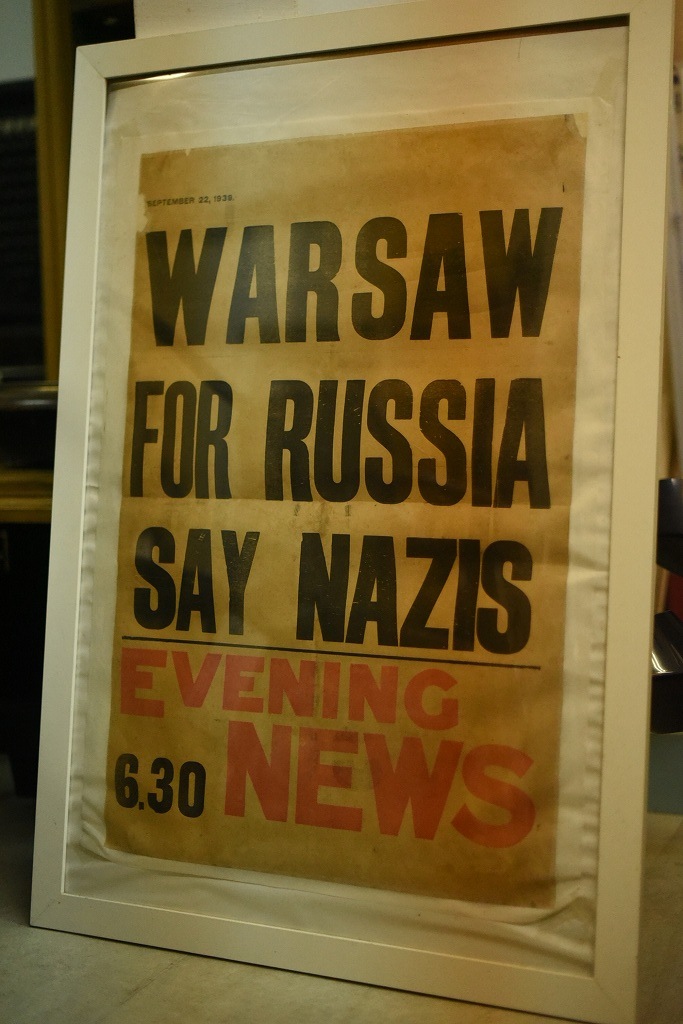 SEPTEMBER 22, 1939.
WARSAW
FOR RUSSIA
SAY NAZIS
EVENING
6.30 NEWS